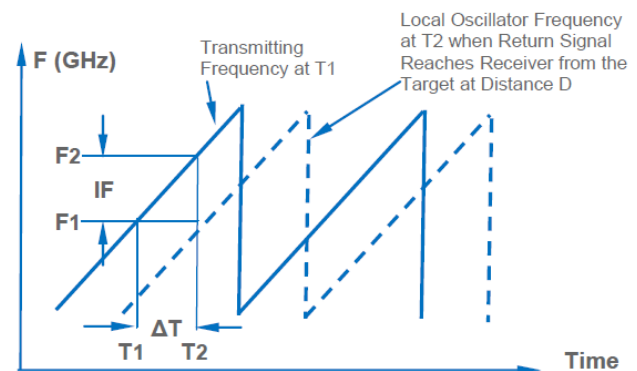 Local Oscillator Frequency
at T2 when Return Signal
Reaches Receiver from the
Target at Distance D
Transmitting
Frequency at T1
F (GHz)
F2
IF
F1
ΔT
T1
T2
Time